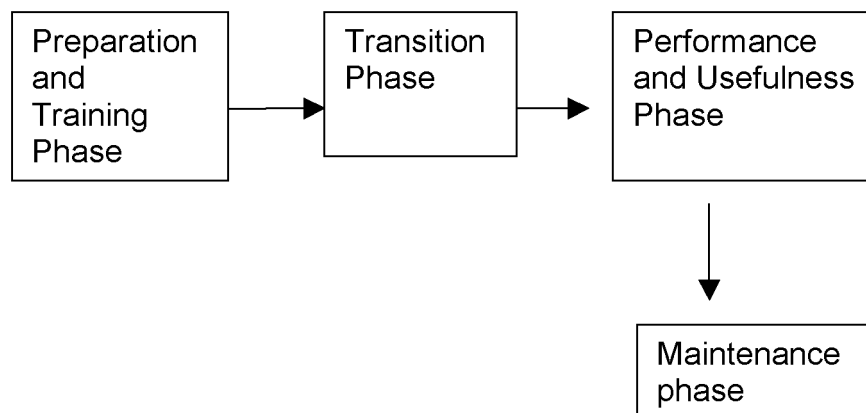 Preparation
and
Training
Phase
Transition
Phase
Performance
and Usefulness
Phase
Maintenance
phase